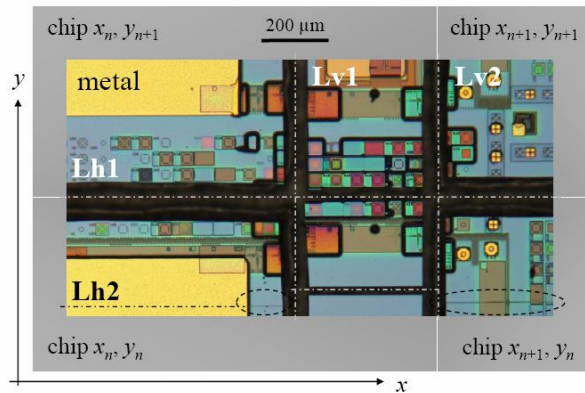 chip xₙ, yₙ₊₁
200 µm
chip xₙ₊₁, yₙ₊₁
y
metal
Lv1
Lv2
Lh1
Lh2
chip xₙ, yₙ
chip xₙ₊₁, yₙ
x